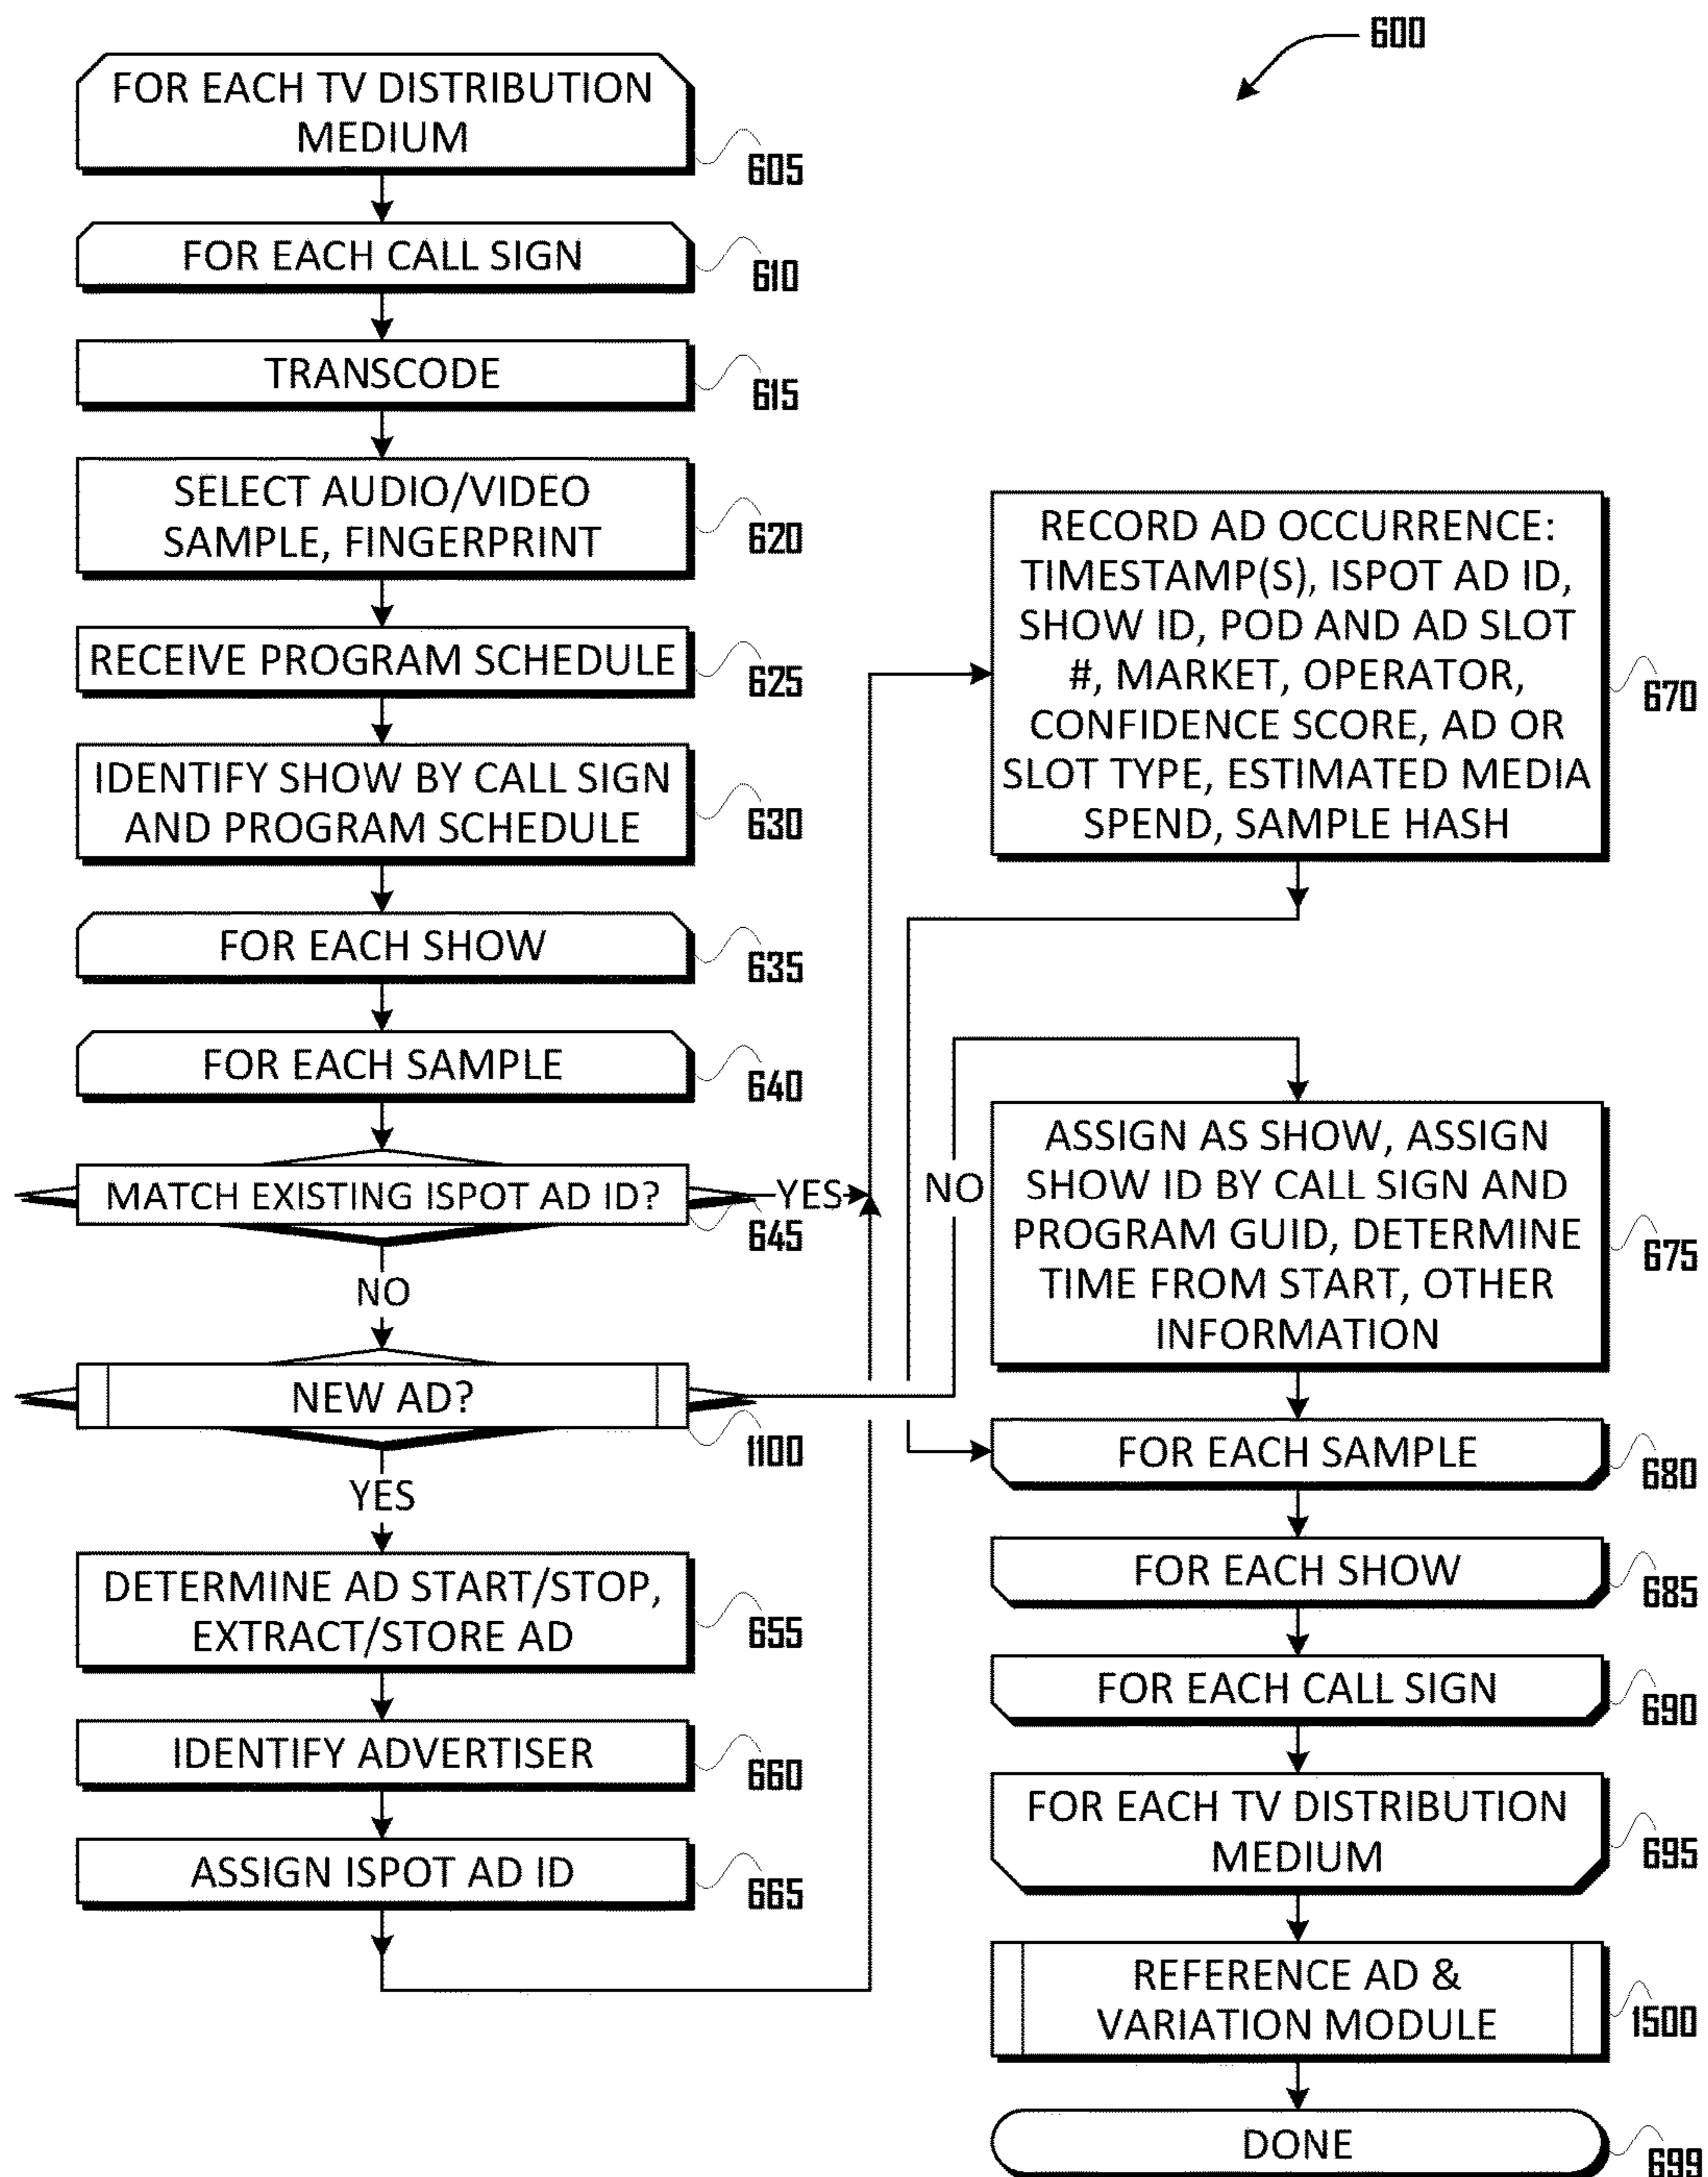 600
FOR EACH TV DISTRIBUTION
MEDIUM
605
FOR EACH CALL SIGN
610
TRANSCODE
615
SELECT AUDIO/VIDEO
SAMPLE, FINGERPRINT
620
RECEIVE PROGRAM SCHEDULE
625
IDENTIFY SHOW BY CALL SIGN
AND PROGRAM SCHEDULE
630
FOR EACH SHOW
635
FOR EACH SAMPLE
640
MATCH EXISTING ISPOT AD ID?
YES
645
NO
NEW AD?
NO
1100
YES
DETERMINE AD START/STOP,
EXTRACT/STORE AD
655
IDENTIFY ADVERTISER
660
ASSIGN ISPOT AD ID
665
RECORD AD OCCURRENCE:
TIMESTAMP(S), ISPOT AD ID,
SHOW ID, POD AND AD SLOT
#, MARKET, OPERATOR,
CONFIDENCE SCORE, AD OR
SLOT TYPE, ESTIMATED MEDIA
SPEND, SAMPLE HASH
670
ASSIGN AS SHOW, ASSIGN
SHOW ID BY CALL SIGN AND
PROGRAM GUID, DETERMINE
TIME FROM START, OTHER
INFORMATION
675
FOR EACH SAMPLE
680
FOR EACH SHOW
685
FOR EACH CALL SIGN
690
FOR EACH TV DISTRIBUTION
MEDIUM
695
REFERENCE AD &
VARIATION MODULE
1500
DONE
699